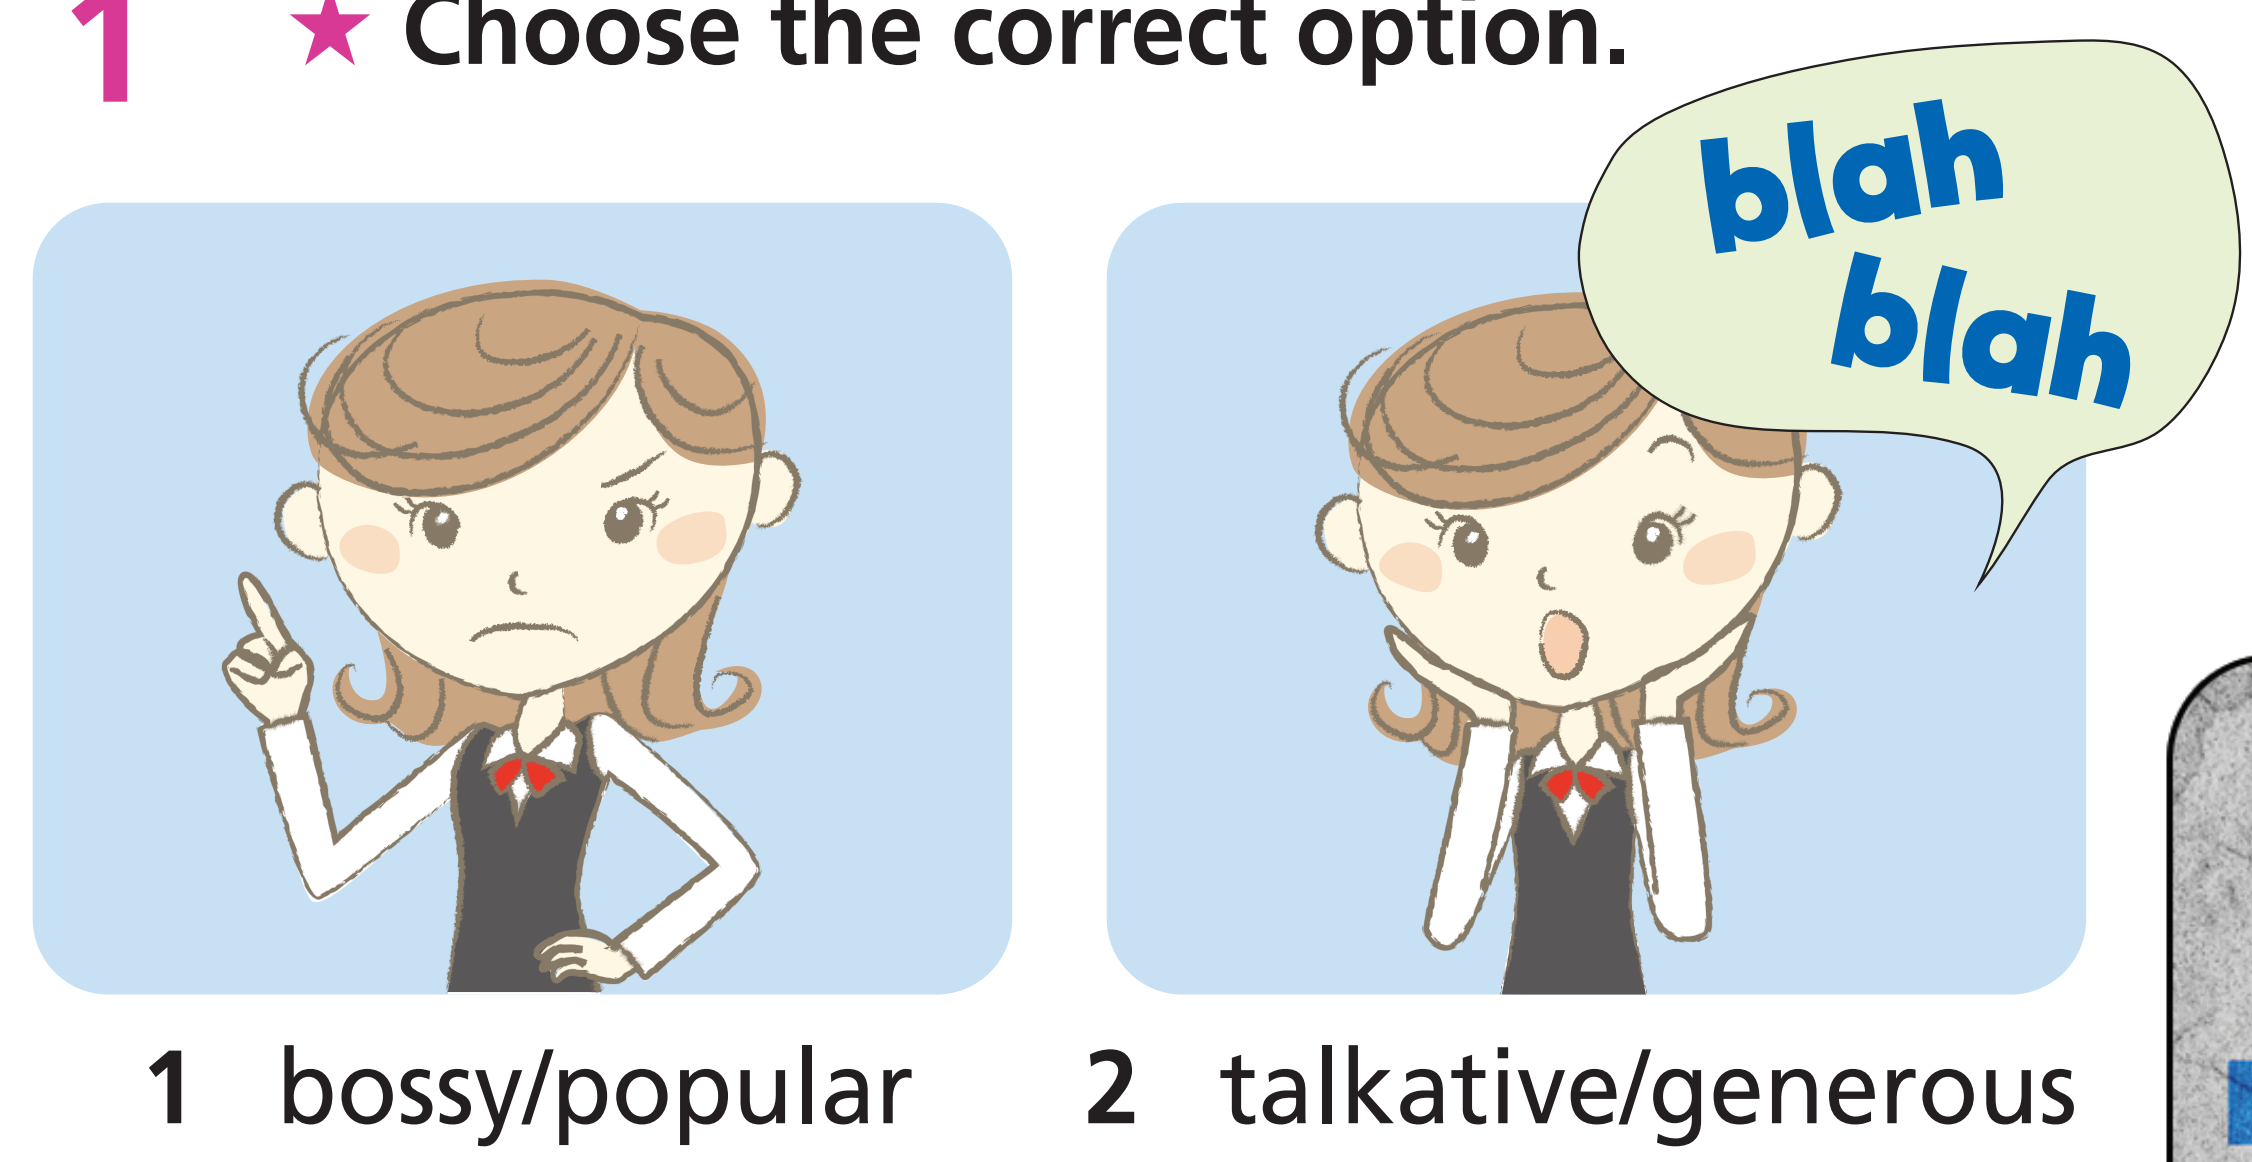 1 ★ Choose the correct option.
blah
blah
1 bossy/popular
2 talkative/generous